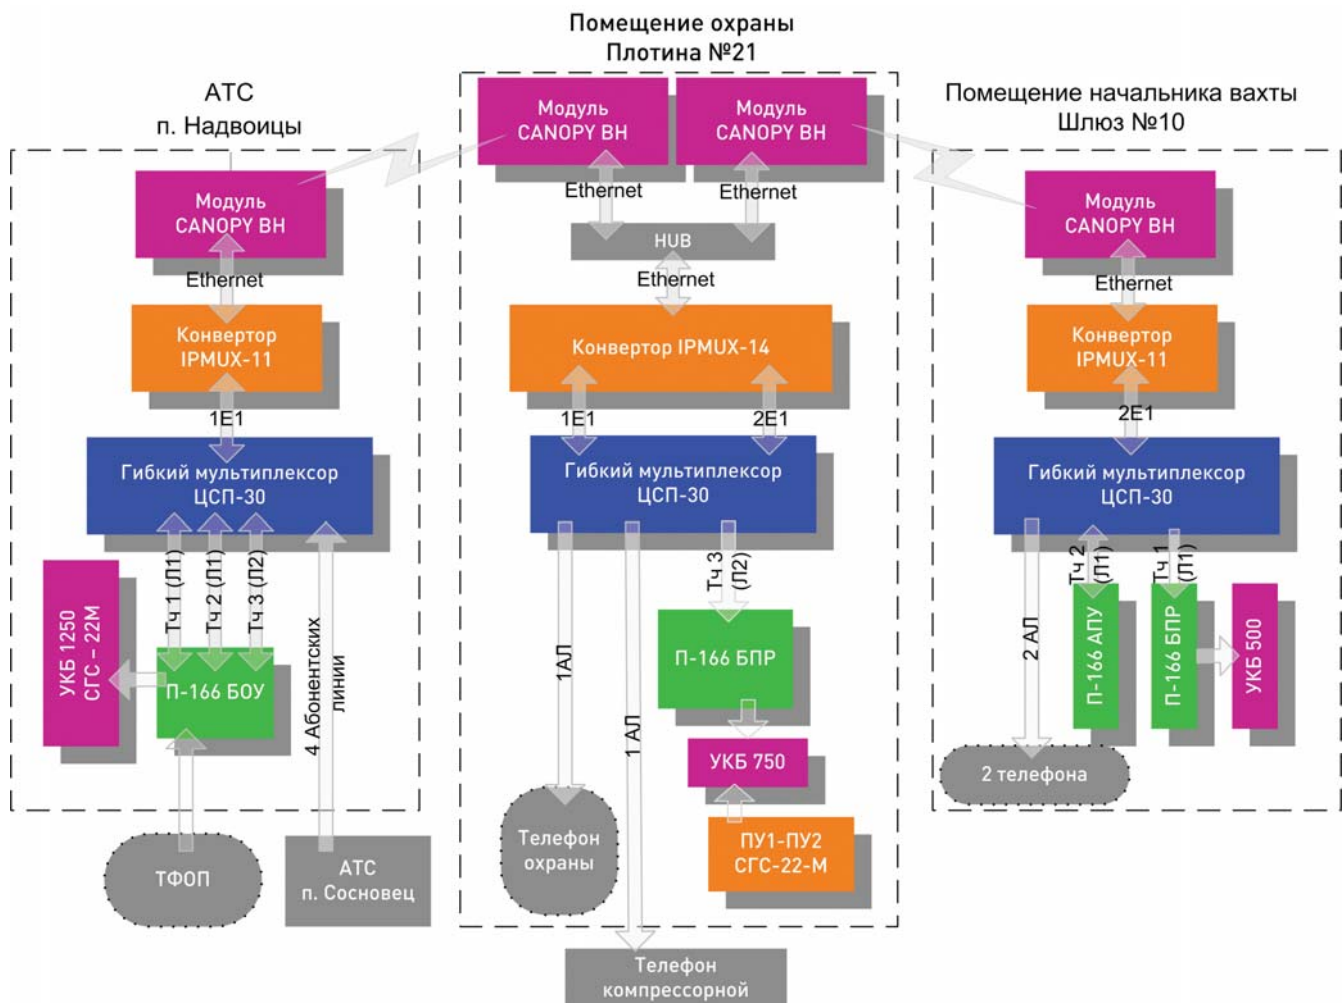 Помещение охраны
Плотина №21
АТС
п. Надвоицы
Модуль
CANOPY BH
Ethernet
Конвертор
IPMUX-11
1E1
Гибкий мультиплексор
ЦСП-30
Тч 1 (Л1)
Тч 2 (Л1)
Тч 3 (Л2)
4 Абонентских
линии
УКБ 1250
СГС – 22М
П-166 БОУ
ТФОП
АТС
п. Сосновец
Модуль
CANOPY BH
Модуль
CANOPY BH
Ethernet
Ethernet
HUB
Ethernet
Конвертор IPMUX-14
1E1
2E1
Гибкий мультиплексор
ЦСП-30
1АЛ
1 АЛ
Тч 3
(Л2)
П-166 БПР
УКБ 750
ПУ1-ПУ2
СГС-22-М
Телефон
охраны
Телефон
компрессорной
Помещение начальника вахты
Шлюз №10
Модуль
CANOPY BH
Ethernet
Конвертор
IPMUX-11
2E1
Гибкий мультиплексор
ЦСП-30
2 АЛ
Тч 2
(Л1)
Тч 1
(Л1)
П-166 АПУ
П-166 БПР
УКБ 500
2 телефона